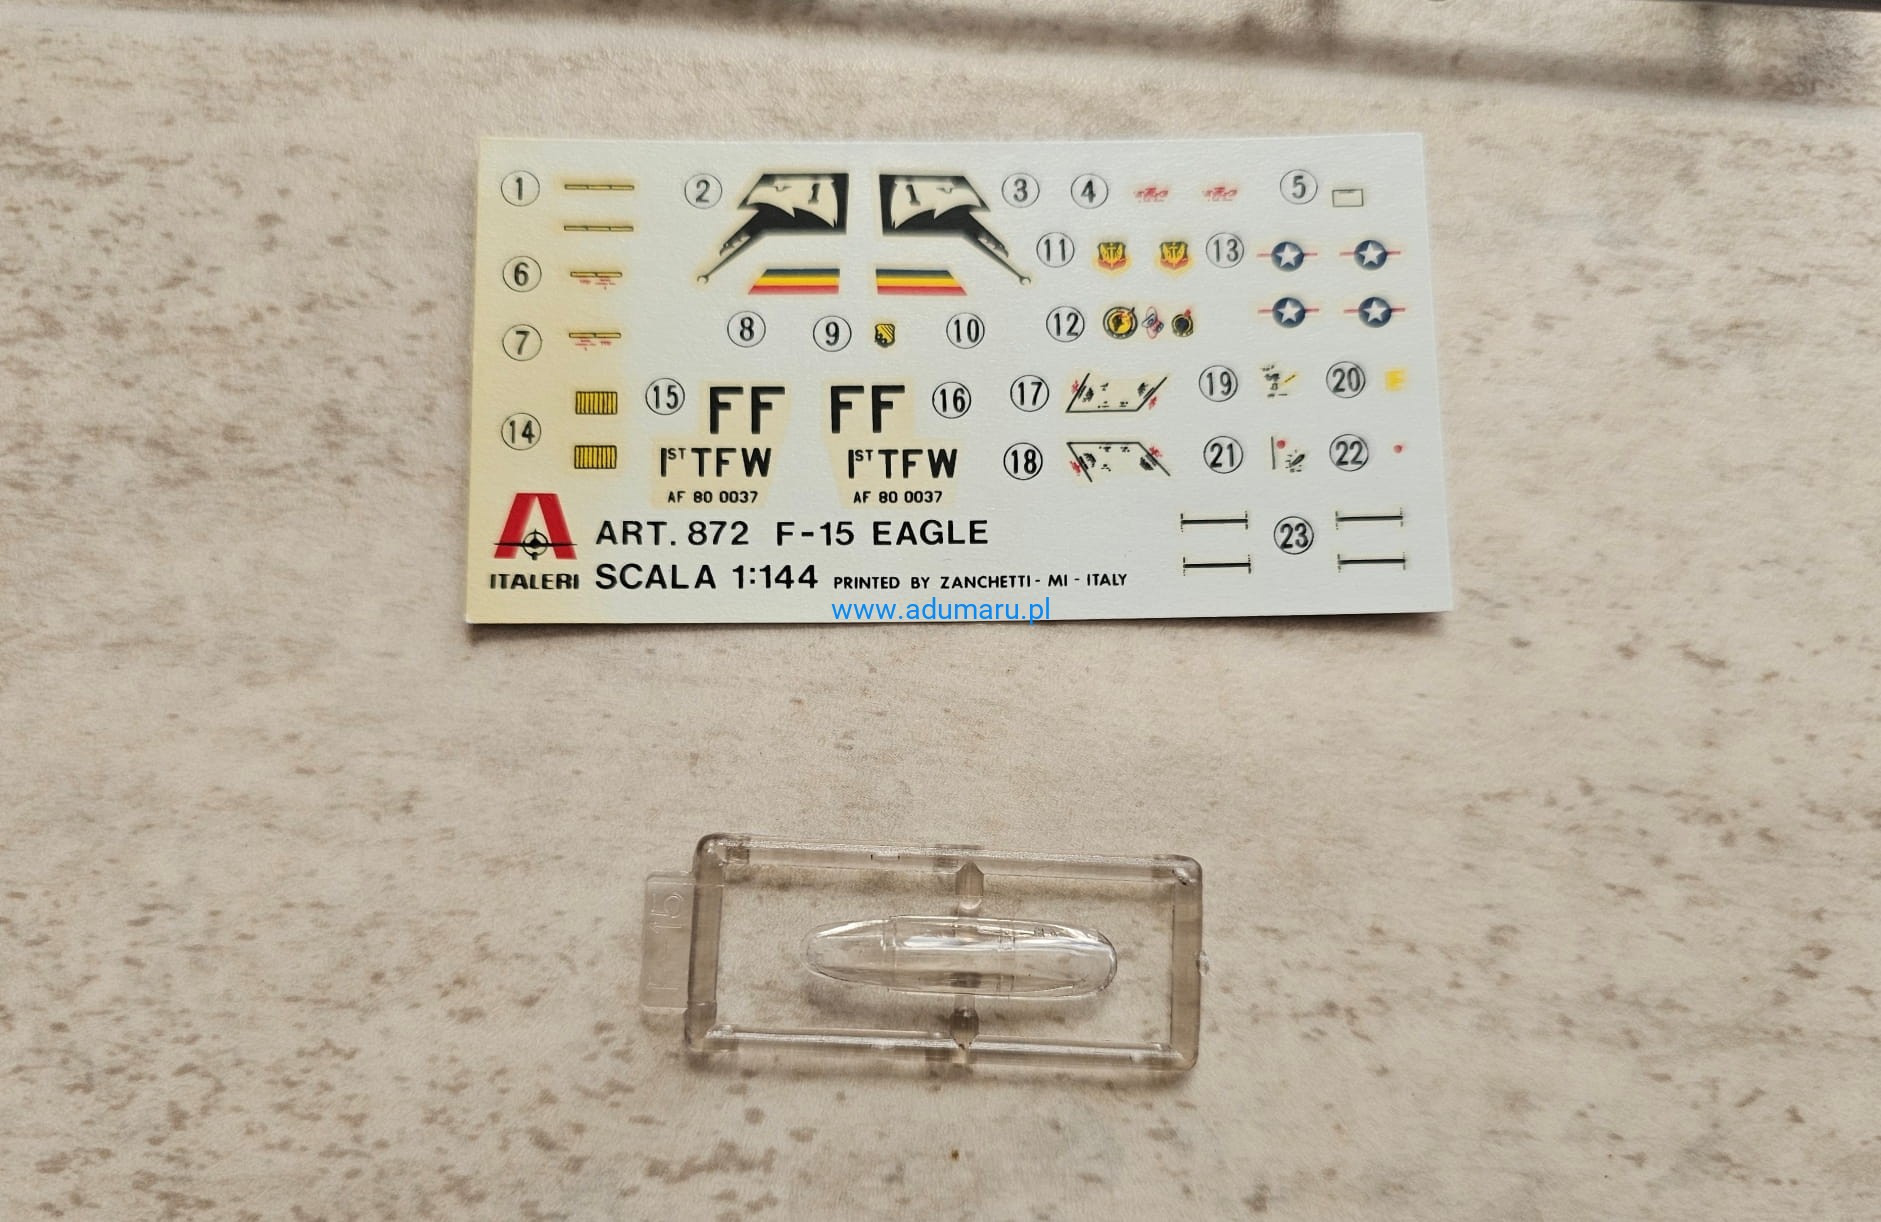 1 2 3 4 5
1 1
6 11 13
7 8 9 10 12
15 FF FF 16 17 19 20
14 1ST TFW 1ST TFW 18 21 22
AF 80 0037 AF 80 0037
ART. 872 F-15 EAGLE 23
ITALERI SCALA 1:144 PRINTED BY ZANCHETTI - MI - ITALY
www.adumaru.pl
15